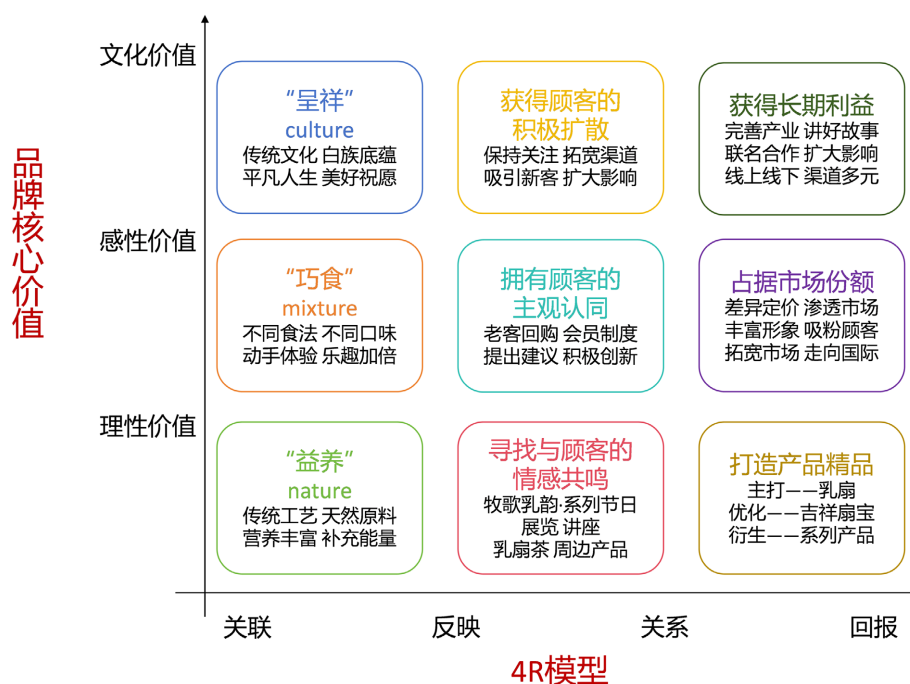 品牌核心价值
文化价值
感性价值
理性价值
“呈祥”
culture
传统文化 白族底蕴
平凡人生 美好祝愿
获得顾客的
积极扩散
保持关注 拓宽渠道
吸引新客 扩大影响
获得长期利益
完善产业 讲好故事
联名合作 扩大影响
线上线下 渠道多元
“巧食”
mixture
不同食法 不同口味
动手体验 乐趣加倍
拥有顾客的
主观认同
老客回购 会员制度
提出建议 积极创新
占据市场份额
差异定价 渗透市场
丰富形象 吸粉顾客
拓宽市场 走向国际
“益养”
nature
传统工艺 天然原料
营养丰富 补充能量
寻找与顾客的
情感共鸣
牧歌乳韵·系列节日
展览 讲座
乳扇茶 周边产品
打造产品精品
主打——乳扇
优化——吉祥扇宝
衍生——系列产品
关联
反映
关系
回报
4R模型